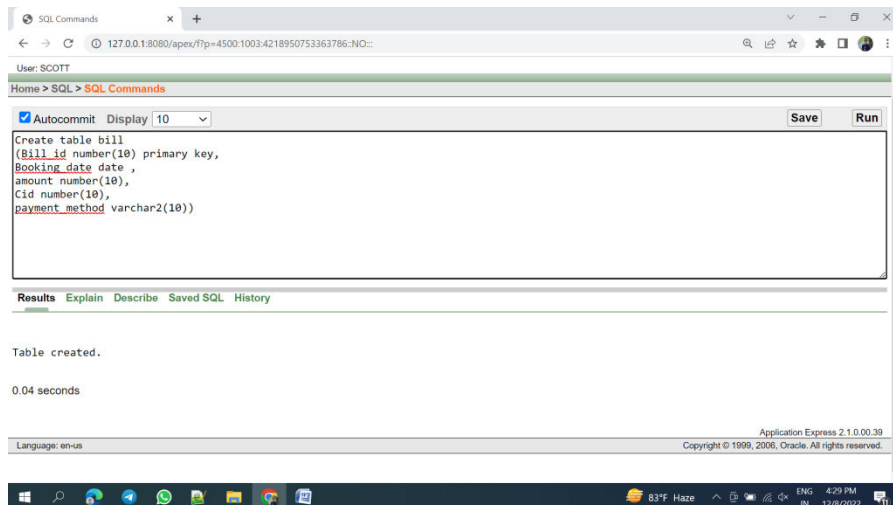 SQL Commands
127.0.0.1:8080/apex/f?p=4500:1003:4218950753363786::NO:::
User: SCOTT
Home > SQL > SQL Commands
Autocommit Display 10
Save Run
Create table bill
(Bill_id number(10) primary key,
Booking_date date ,
amount number(10),
Cid number(10),
payment_method varchar2(10))
Results Explain Describe Saved SQL History
Table created.
0.04 seconds
Application Express 2.1.0.00.39
Language: en-us Copyright © 1999, 2006, Oracle. All rights reserved.
83°F Haze ENG 4:29 PM
IN 12/8/2022